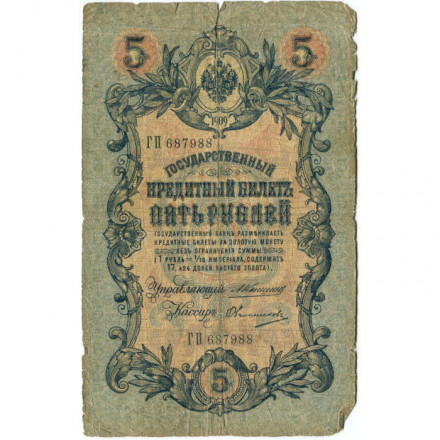 5 5
1909
ГП 687988
ГОСУДАРСТВЕННЫЙ
КРЕДИТНЫЙ БИЛЕТЪ
ПЯТЬ РУБЛЕЙ
ГОСУДАРСТВЕННЫЙ БАНКЪ РАЗМѢНИВАЕТЪ
КРЕДИТНЫЕ БИЛЕТЫ НА ЗОЛОТУЮ МОНЕТУ
БЕЗЪ ОГРАНИЧЕНІЯ СУММЫ
(1 РУБЛЬ = 1/15 ИМПЕРІАЛА, СОДЕРЖИТЪ
17,424 ДОЛЕЙ ЧИСТАГО ЗОЛОТА).
Управляющій
Кассиръ
ГП 687988
5